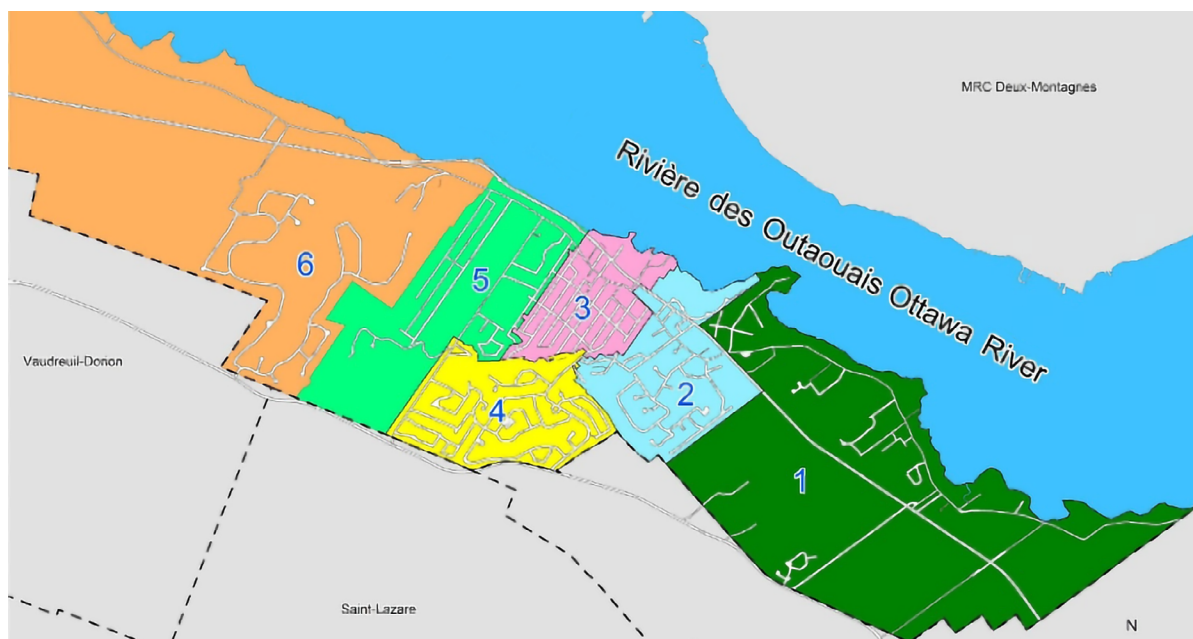 MRC Deux-Montagnes
Rivière des Outaouais Ottawa River
6
5
3
2
4
1
Vaudreuil-Dorion
Saint-Lazare
N